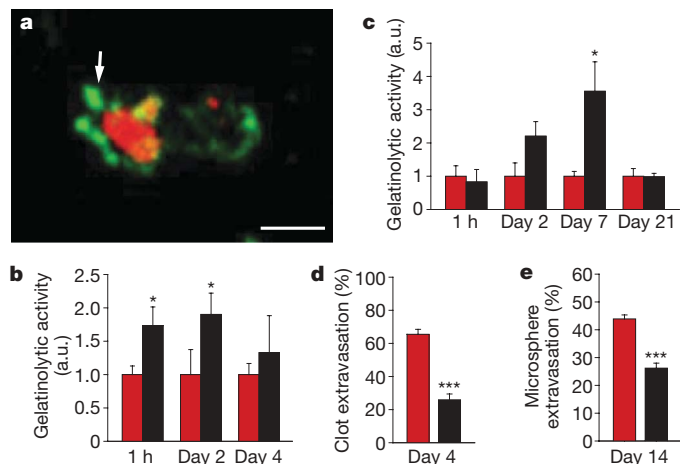 a
b
Gelatinolytic activity
(a.u.)
2.5
2.0
1.5
1.0
0.5
0
*
*
1 h Day 2 Day 4
c
Gelatinolytic activity (a.u.)
5
4
3
2
1
0
*
1 h Day 2 Day 7 Day 21
d
Clot extravasation (%)
100
80
60
40
20
0
***
Day 4
e
Microsphere
extravasation (%)
60
50
40
30
20
10
0
***
Day 14